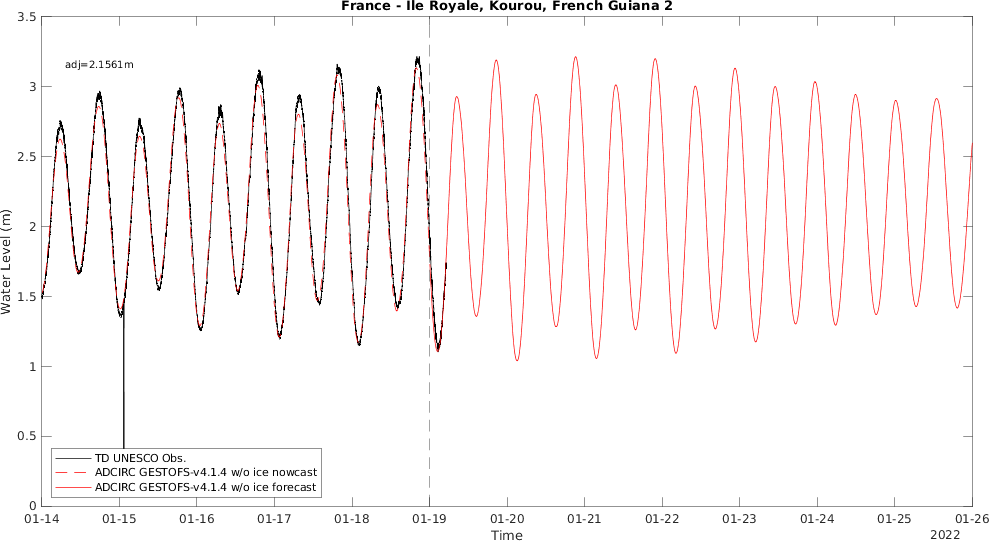 France - Ile Royale, Kourou, French Guiana 2
3.5
adj=2.1561m
3
2.5
2
1.5
1
0.5
0
Water Level (m)
TD UNESCO Obs.
ADCIRC GESTOFS-v4.1.4 w/o ice nowcast
ADCIRC GESTOFS-v4.1.4 w/o ice forecast
01-14 01-15 01-16 01-17 01-18 01-19 01-20 01-21 01-22 01-23 01-24 01-25 01-26
Time
2022